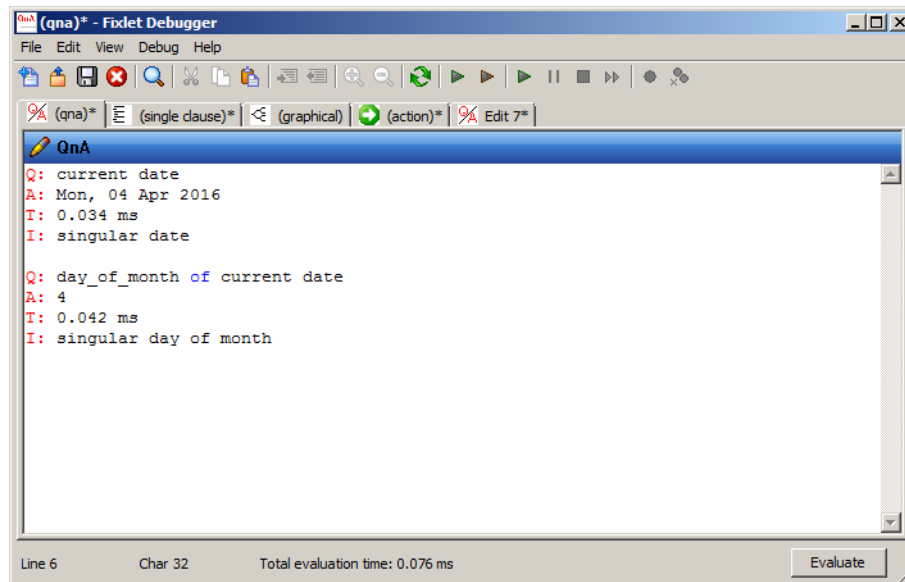 QnA (qna)* - Fixlet Debugger
File Edit View Debug Help
(qna)* (single clause)* (graphical) (action)* Edit 7*
QnA
Q: current date
A: Mon, 04 Apr 2016
T: 0.034 ms
I: singular date
Q: day_of_month of current date
A: 4
T: 0.042 ms
I: singular day of month
Line 6 Char 32 Total evaluation time: 0.076 ms Evaluate